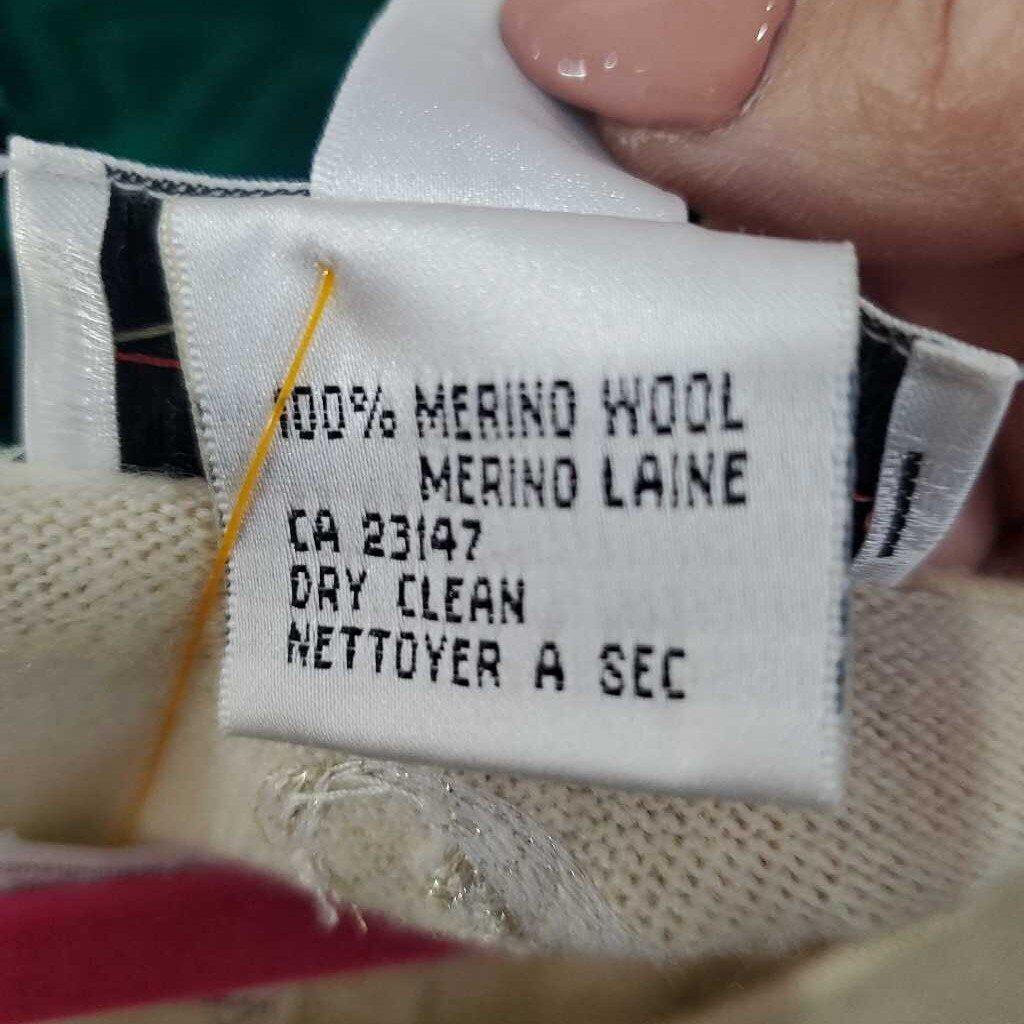 100% MERINO WOOL
MERINO LAINE
CA 23147
DRY CLEAN
NETTOYER A SEC